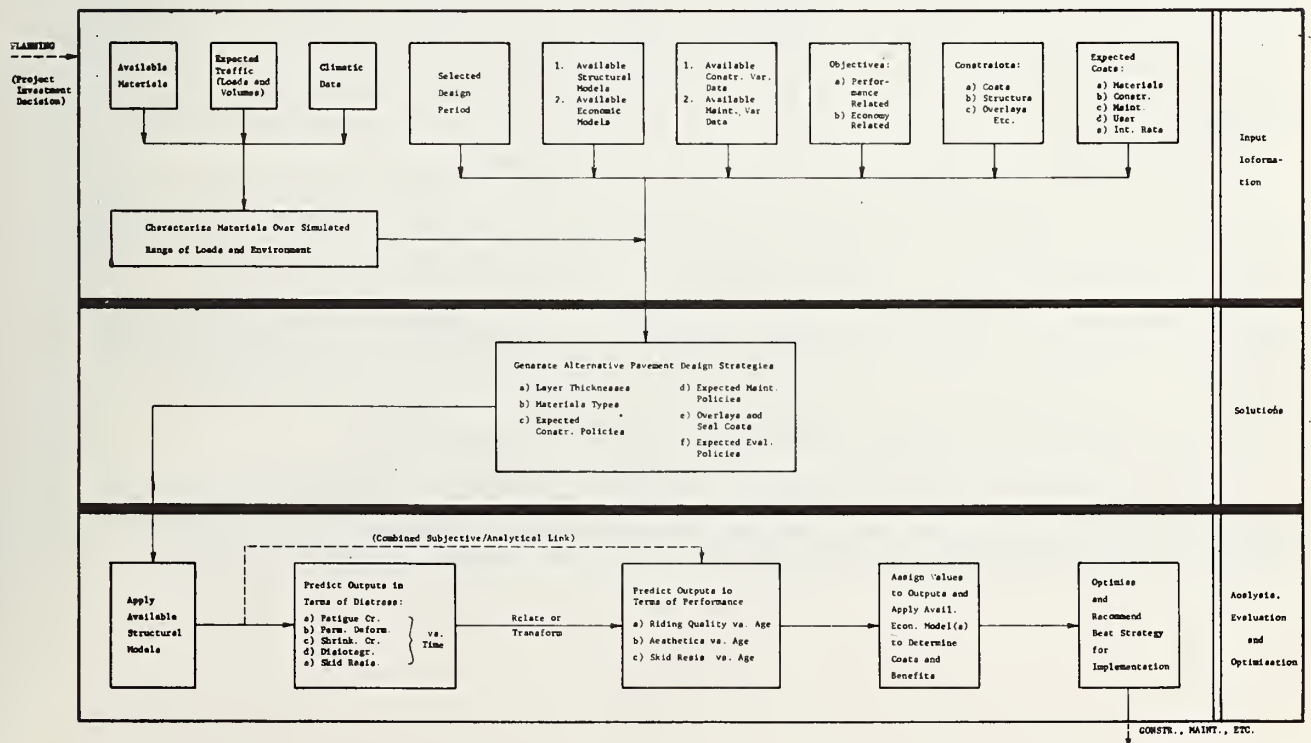 PLANNING
(Project
Investment
Decision)
Available
Materials
Expected
Traffic
(Loads and
Volumes)
Climatic
Data
Selected
Design
Period
1. Available
Structural
Models
2. Available
Economic
Models
1. Available
Constr. Var.
Data
2. Available
Maint. Var
Data
Objectives:
a) Perfor-
mance
Related
b) Economy
Related
Constraints:
a) Costs
b) Structura
c) Overlays
Etc.
Expected
Costs:
a) Materials
b) Constr.
c) Maint.
d) User
e) Int. Rata
Input
Ioforma-
tion
Charactarize Materials Over Simulated
Range of Loads and Environment
Genarate Alternative Pavement Design Strategies
a) Layer Thicknesses
b) Materials Types
c) Expected
Constr. Policies
d) Expected Maint.
Policies
e) Overlays and
Seal Costs
f) Expected Eval.
Policies
Solutions
(Combined Subjective/Analytical Link)
Apply
Available
Structural
Models
Predict Outputs in
Terms of Distress:
a) Fatigue Cr.
b) Perm. Deform.
c) Shrink. Cr.
d) Disintegr.
e) Skid Resis.
vs.
Time
Relate or
Transform
Predict Outputs in
Terms of Performance
a) Riding Quality vs. Age
b) Aesthetics vs. Age
c) Skid Resis vs. Age
Assign Values
to Outputs and
Apply Avail.
Econ. Model(s)
to Determine
Costs and
Benefits
Optimise
and
Recommend
Best Strategy
for
Implementation
Analysis,
Evaluation
and
Optimisation
CONSTR., MAINT., ETC.